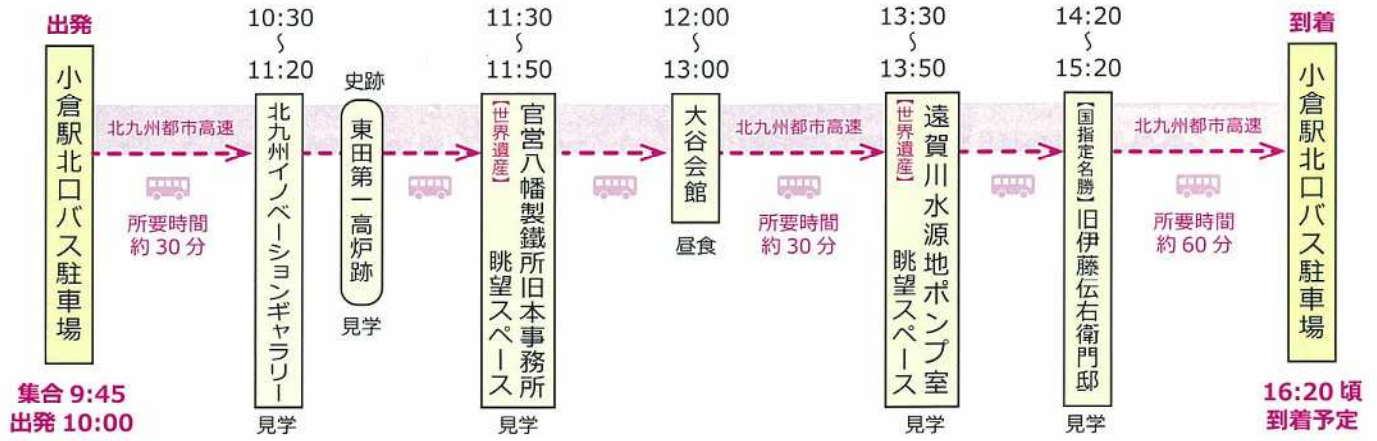 出発
小倉駅北口バス駐車場
集合 9:45
出発 10:00
北九州都市高速
所要時間
約 30 分
10:30
〜
11:20
北九州イノベーションギャラリー
見学
史跡
東田第一高炉跡
見学
11:30
〜
11:50
【世界遺産】
官営八幡製鐵所旧本事務所
眺望スペース
見学
12:00
〜
13:00
大谷会館
昼食
北九州都市高速
所要時間
約 30 分
13:30
〜
13:50
【世界遺産】
遠賀川水源地ポンプ室
眺望スペース
見学
14:20
〜
15:20
【国指定名勝】旧伊藤伝右衛門邸
見学
北九州都市高速
所要時間
約 60 分
到着
小倉駅北口バス駐車場
16:20 頃
到着予定